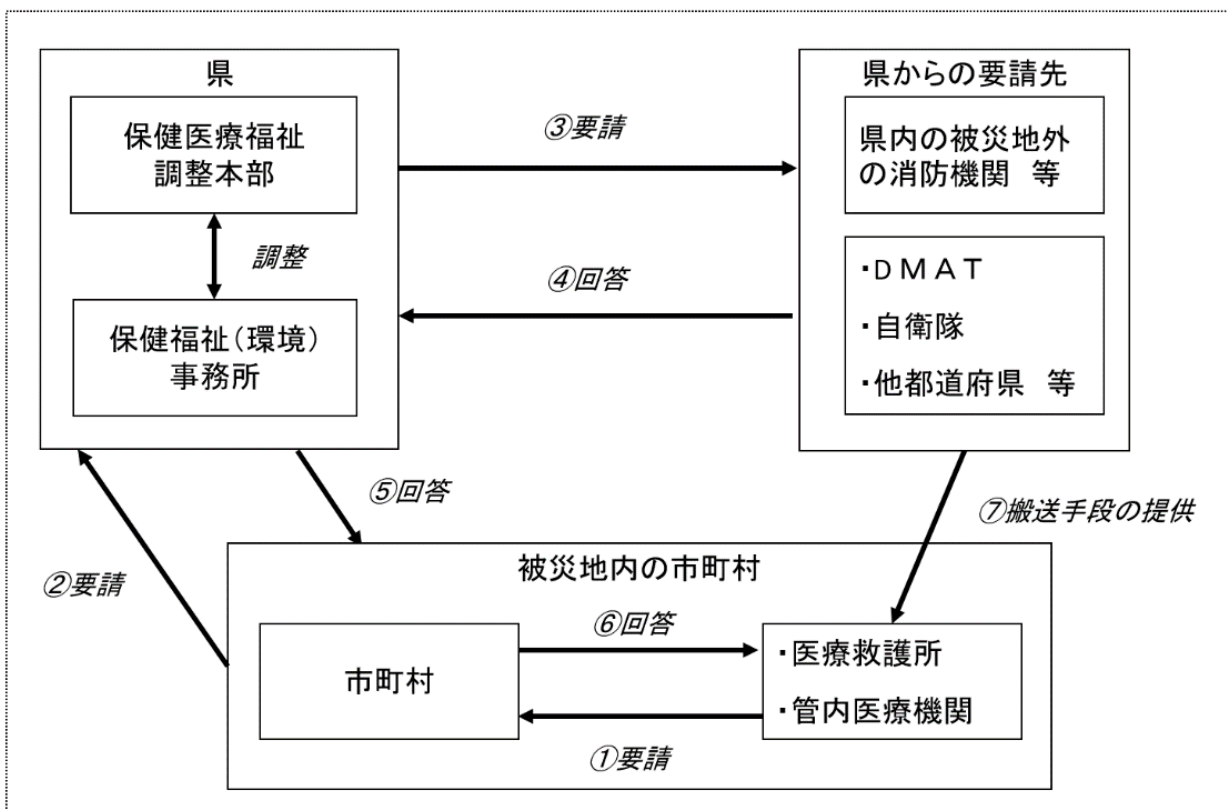 県
保健医療福祉
調整本部
調整
保健福祉（環境）
事務所
③要請
④回答
県からの要請先
県内の被災地外
の消防機関　等
・ＤＭＡＴ
・自衛隊
・他都道府県　等
②要請
⑤回答
⑦搬送手段の提供
被災地内の市町村
市町村
⑥回答
①要請
・医療救護所
・管内医療機関